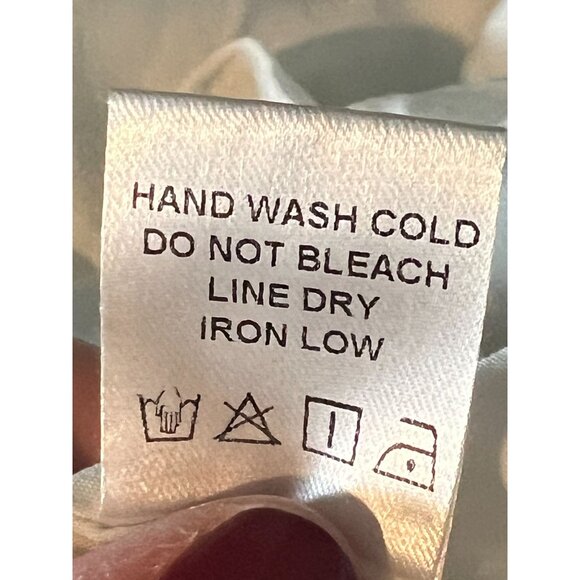 HAND WASH COLD
DO NOT BLEACH
LINE DRY
IRON LOW